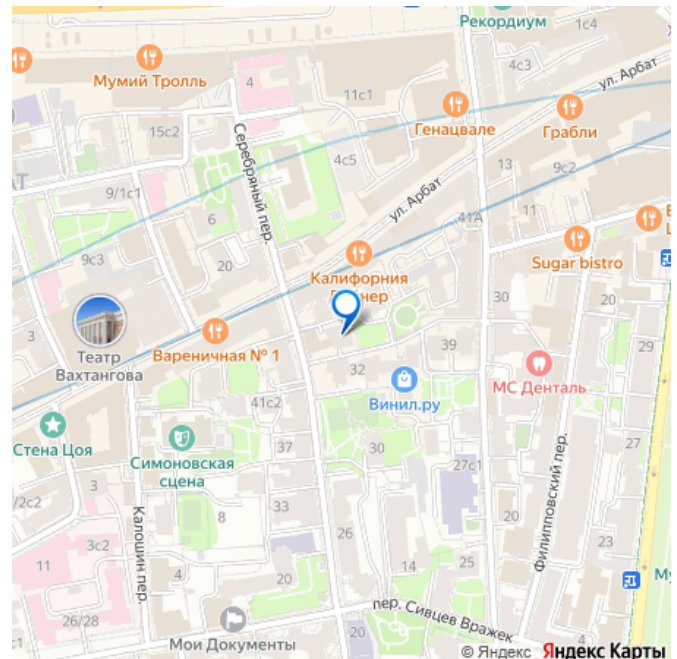 Рекордиум
1с4
Мумий Тролль
4с3
ул. Арбат
4
11с1
Генацвале
Грабли
15с2
Серебряный пер.
4с5
13
9с2
АТ
9/1с1
ул. Арбат
11
41А
6
20
9с3
Sugar bistro
Калифорния
30
3
Театр
Вахтангова
Вареничная № 1
39
29
32
МС Денталь
Винил.ру
41с2
Стена Цоя
Симоновская
сцена
37
30
27
27с1
3
/2с2
Калошин пер.
33
8
20
Филипповский пер.
3с2
26
23
11
4
20
14
25
26/28
пер. Сивцев Вражек
Мои Документы
20
© Яндекс Яндекс Карты